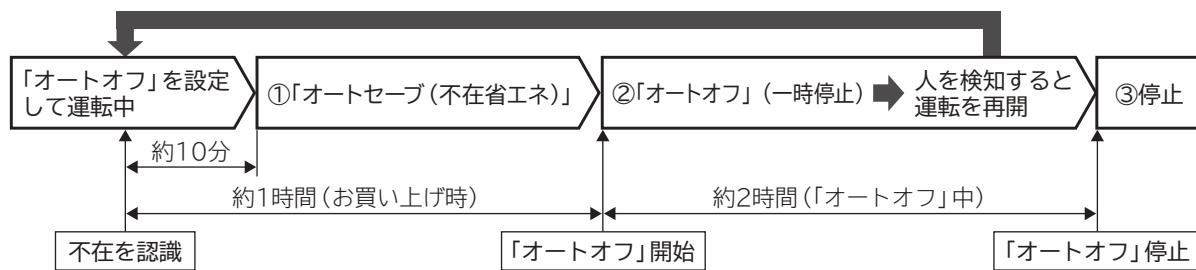 「オートオフ」を設定
して運転中
①「オートセーブ(不在省エネ)」
②「オートオフ」(一時停止)
人を検知すると
運転を再開
③停止
約10分
約1時間(お買い上げ時)
約2時間(「オートオフ」中)
不在を認識
「オートオフ」開始
「オートオフ」停止